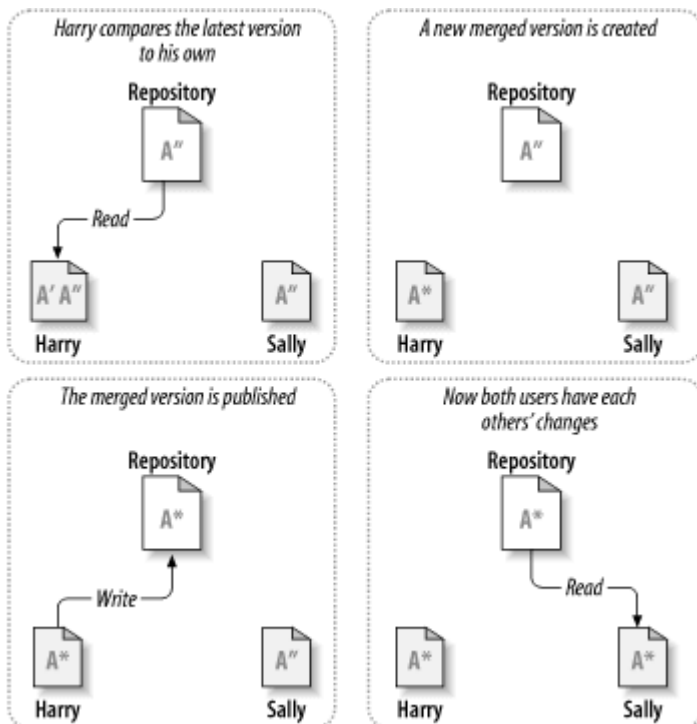 Harry compares the latest version
to his own
Repository
A″
Read
A′ A″
A″
Harry
Sally
A new merged version is created
Repository
A″
A*
A″
Harry
Sally
The merged version is published
Repository
A*
Write
A*
A″
Harry
Sally
Now both users have each
others’ changes
Repository
A*
Read
A*
A*
Harry
Sally